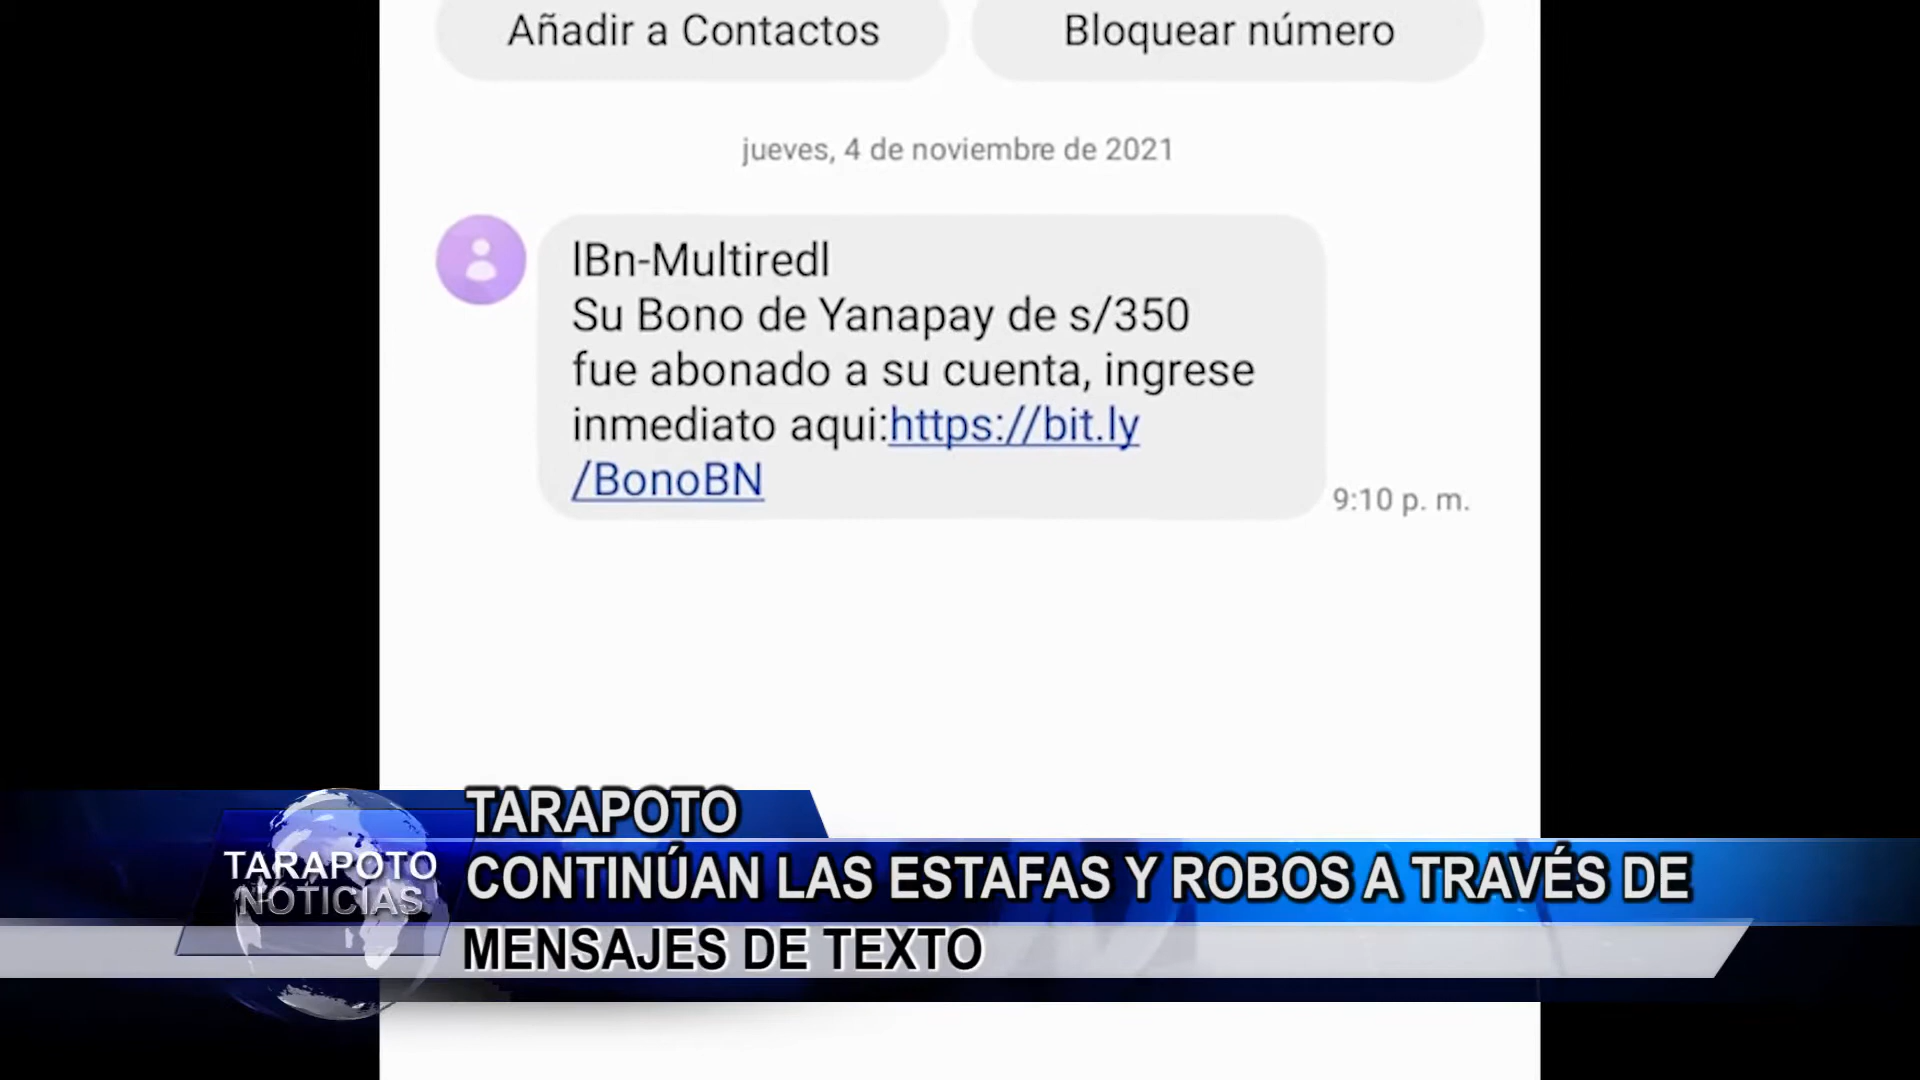 Añadir a Contactos
Bloquear número
jueves, 4 de noviembre de 2021
lBn-Multiredl
Su Bono de Yanapay de s/350
fue abonado a su cuenta, ingrese
inmediato aqui:https://bit.ly
/BonoBN
9:10 p. m.
TARAPOTO
CONTINÚAN LAS ESTAFAS Y ROBOS A TRAVÉS DE
MENSAJES DE TEXTO
TARAPOTO
NOTICIAS